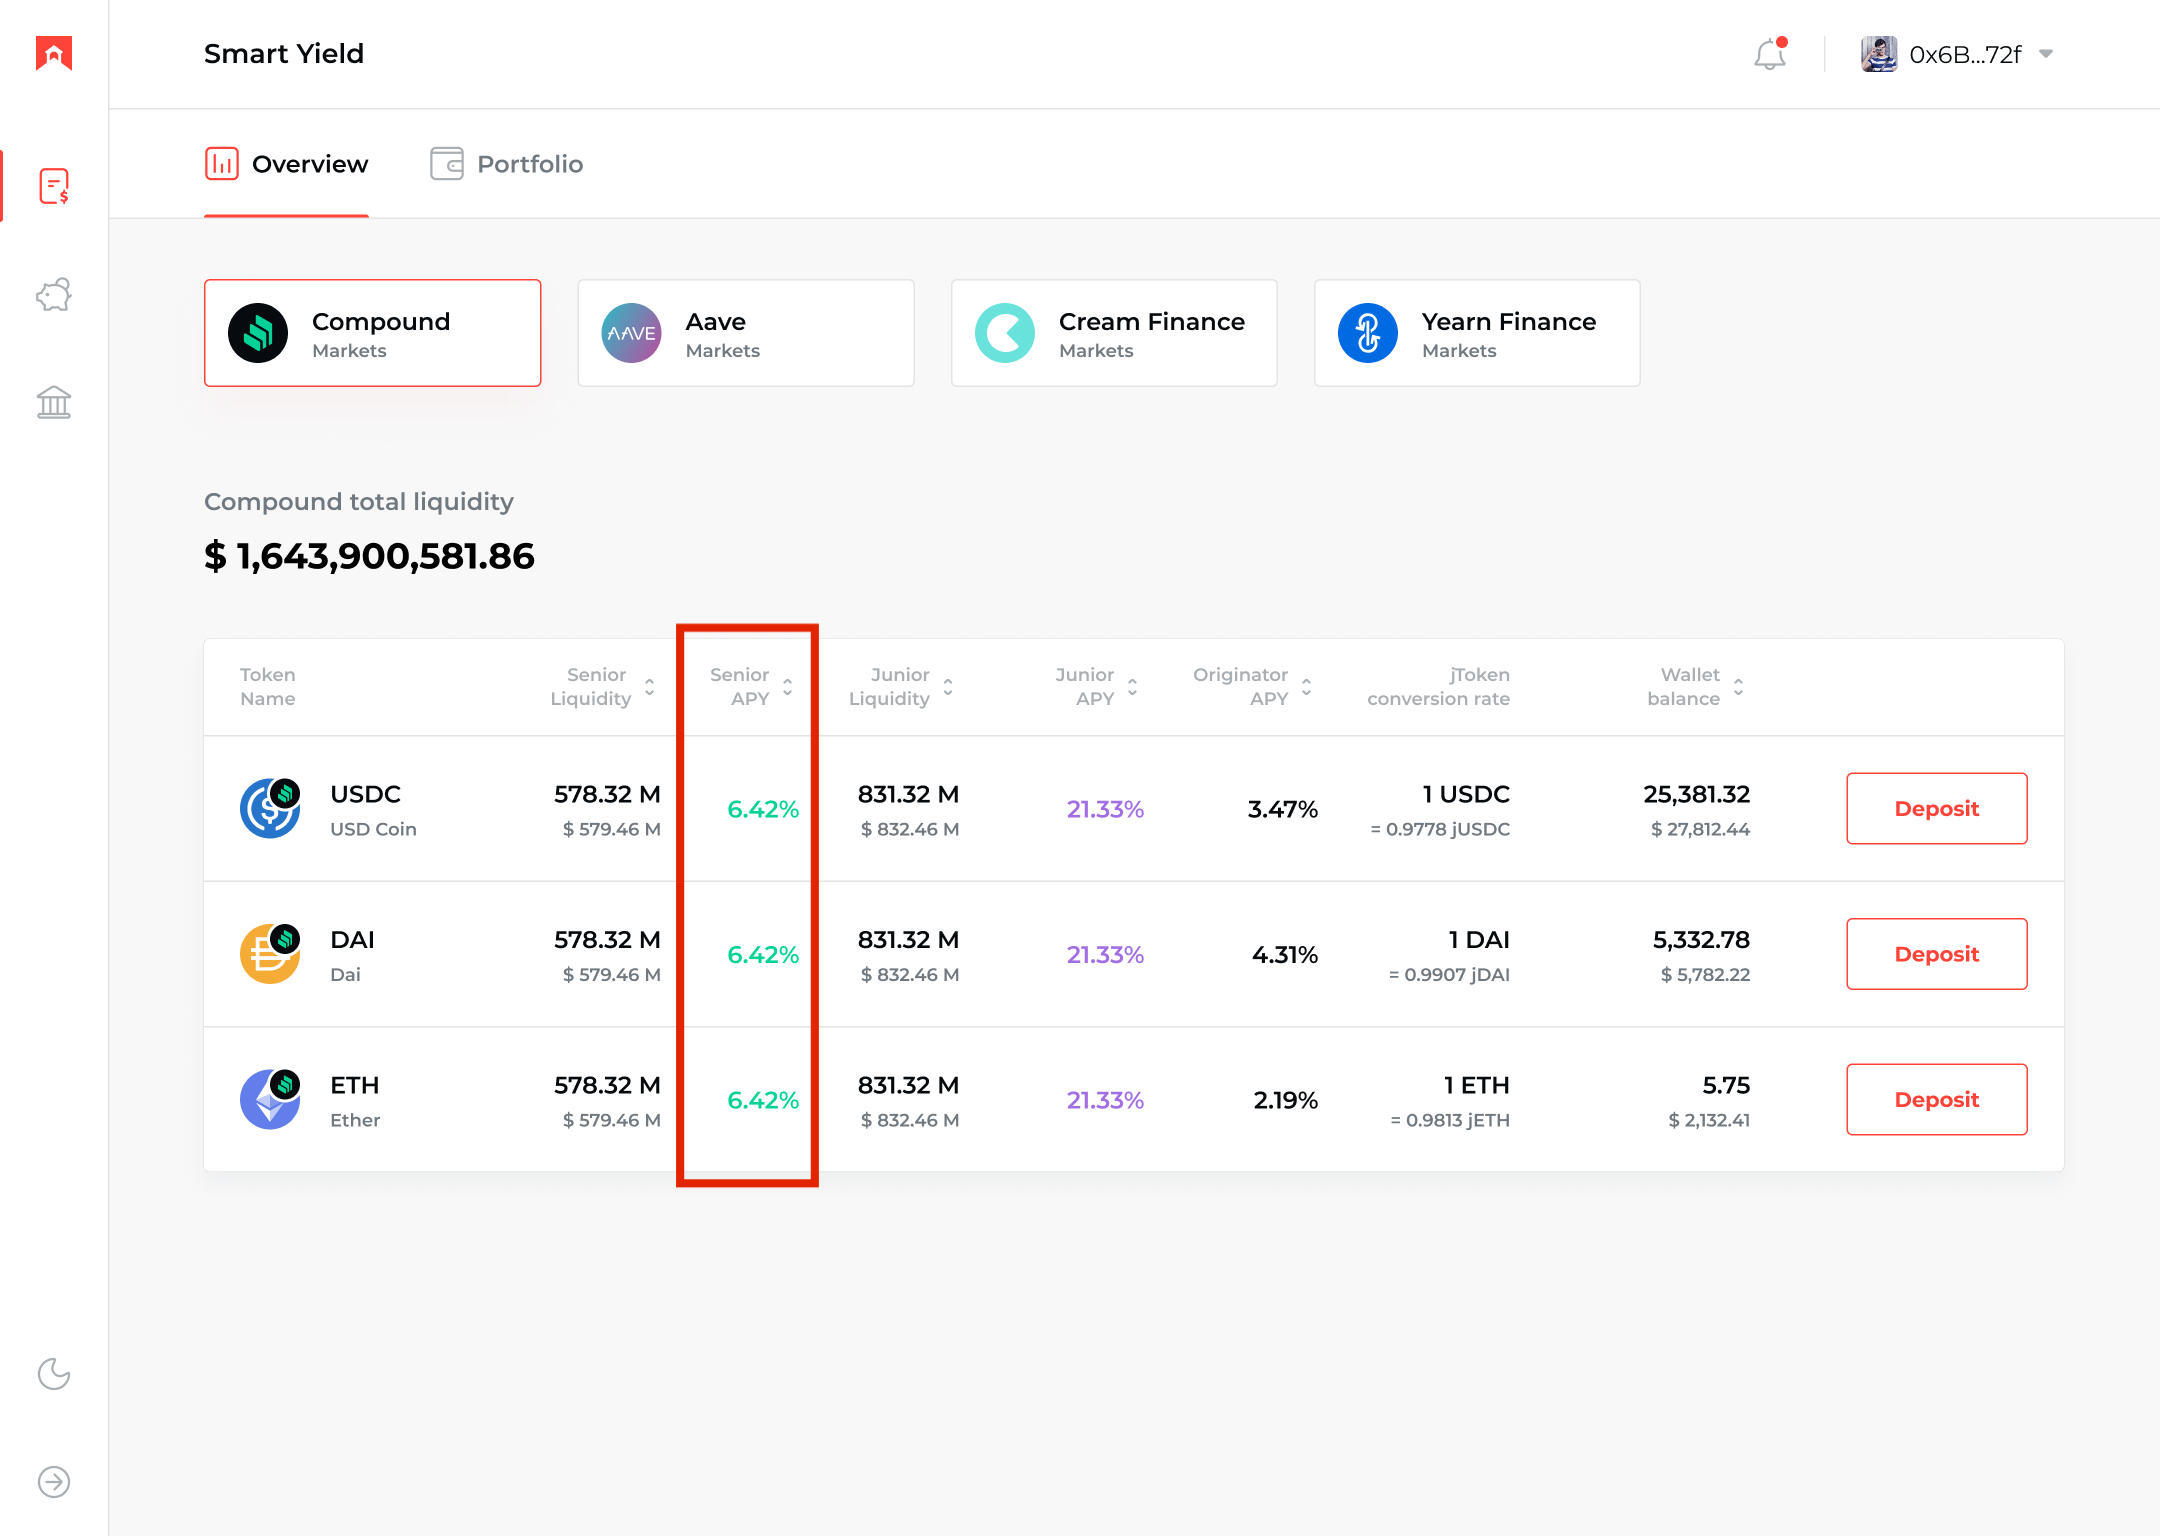 Smart Yield
0x6B...72f
Overview
Portfolio
Compound
Markets
AAVE
Aave
Markets
Cream Finance
Markets
Yearn Finance
Markets
Compound total liquidity
$ 1,643,900,581.86
Token
Name
Senior
Liquidity
Senior
APY
Junior
Liquidity
Junior
APY
Originator
APY
jToken
conversion rate
Wallet
balance
USDC
USD Coin
578.32 M
$ 579.46 M
6.42%
831.32 M
$ 832.46 M
21.33%
3.47%
1 USDC
= 0.9778 jUSDC
25,381.32
$ 27,812.44
Deposit
DAI
Dai
578.32 M
$ 579.46 M
6.42%
831.32 M
$ 832.46 M
21.33%
4.31%
1 DAI
= 0.9907 jDAI
5,332.78
$ 5,782.22
Deposit
ETH
Ether
578.32 M
$ 579.46 M
6.42%
831.32 M
$ 832.46 M
21.33%
2.19%
1 ETH
= 0.9813 jETH
5.75
$ 2,132.41
Deposit